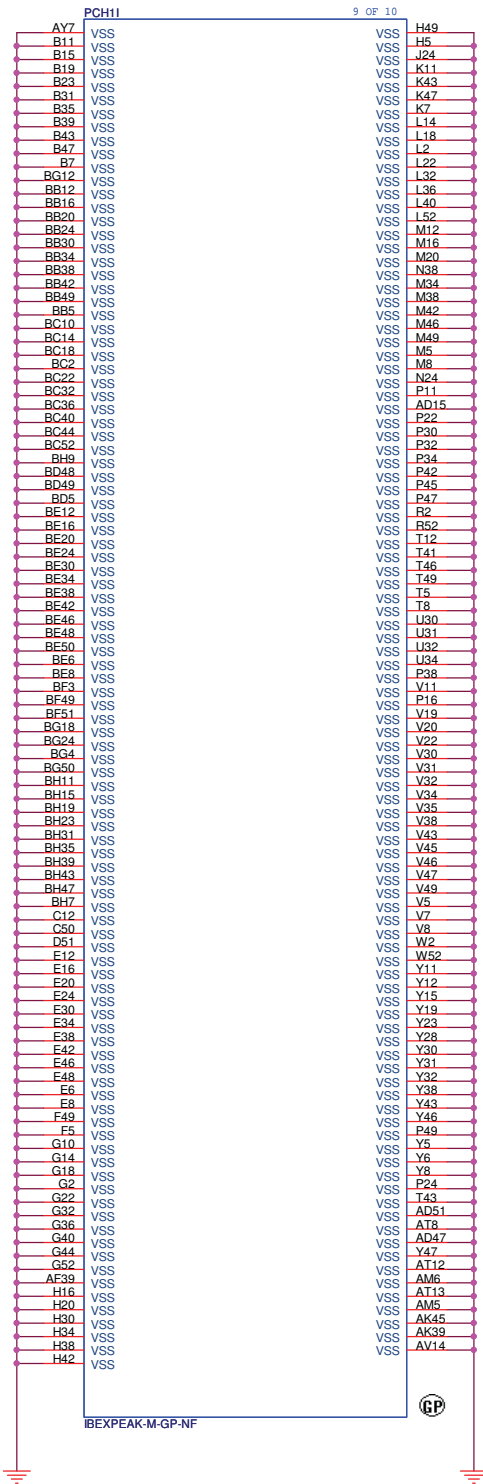 PCH1I 9 OF 10
AY7 VSS VSS H49
B11 VSS VSS H5
B15 VSS VSS J24
B19 VSS VSS K11
B23 VSS VSS K43
B31 VSS VSS K47
B35 VSS VSS K7
B39 VSS VSS L14
B43 VSS VSS L18
B47 VSS VSS L2
B7 VSS VSS L22
BG12 VSS VSS L32
BB12 VSS VSS L36
BB16 VSS VSS L40
BB20 VSS VSS L52
BB24 VSS VSS M12
BB30 VSS VSS M16
BB34 VSS VSS M20
BB38 VSS VSS N38
BB42 VSS VSS M34
BB49 VSS VSS M38
BB5 VSS VSS M42
BC10 VSS VSS M46
BC14 VSS VSS M49
BC18 VSS VSS M5
BC2 VSS VSS M8
BC22 VSS VSS N24
BC32 VSS VSS P11
BC36 VSS VSS AD15
BC40 VSS VSS P22
BC44 VSS VSS P30
BC52 VSS VSS P32
BH9 VSS VSS P34
BD48 VSS VSS P42
BD49 VSS VSS P45
BD5 VSS VSS P47
BE12 VSS VSS R2
BE16 VSS VSS R52
BE20 VSS VSS T12
BE24 VSS VSS T41
BE30 VSS VSS T46
BE34 VSS VSS T49
BE38 VSS VSS T5
BE42 VSS VSS T8
BE46 VSS VSS U30
BE48 VSS VSS U31
BE50 VSS VSS U32
BE6 VSS VSS U34
BE8 VSS VSS P38
BF3 VSS VSS V11
BF49 VSS VSS P16
BF51 VSS VSS V19
BG18 VSS VSS V20
BG24 VSS VSS V22
BG4 VSS VSS V30
BG50 VSS VSS V31
BH11 VSS VSS V32
BH15 VSS VSS V34
BH19 VSS VSS V35
BH23 VSS VSS V38
BH31 VSS VSS V43
BH35 VSS VSS V45
BH39 VSS VSS V46
BH43 VSS VSS V47
BH47 VSS VSS V49
BH7 VSS VSS V5
C12 VSS VSS V7
C50 VSS VSS V8
D51 VSS VSS W2
E12 VSS VSS W52
E16 VSS VSS Y11
E20 VSS VSS Y12
E24 VSS VSS Y15
E30 VSS VSS Y19
E34 VSS VSS Y23
E38 VSS VSS Y28
E42 VSS VSS Y30
E46 VSS VSS Y31
E48 VSS VSS Y32
E6 VSS VSS Y38
E8 VSS VSS Y43
F49 VSS VSS Y46
F5 VSS VSS P49
G10 VSS VSS Y5
G14 VSS VSS Y6
G18 VSS VSS Y8
G2 VSS VSS P24
G22 VSS VSS T43
G32 VSS VSS AD51
G36 VSS VSS AT8
G40 VSS VSS AD47
G44 VSS VSS Y47
G52 VSS VSS AT12
AF39 VSS VSS AM6
H16 VSS VSS AT13
H20 VSS VSS AM5
H30 VSS VSS AK45
H34 VSS VSS AK39
H38 VSS VSS AV14
H42 VSS
GP
IBEXPEAK-M-GP-NF